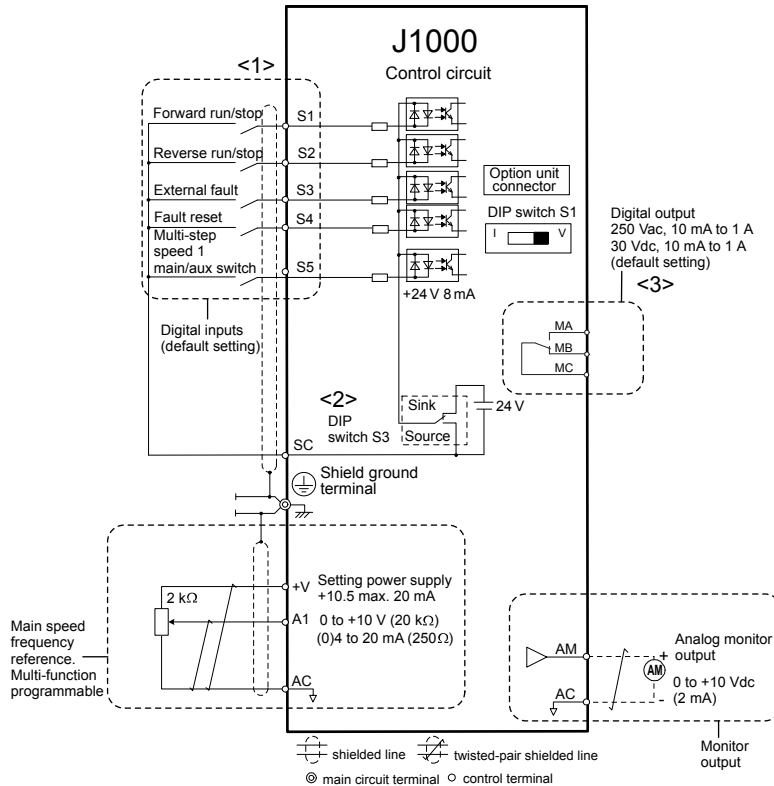 J1000
Control circuit
<1>
Forward run/stop
S1
Reverse run/stop
S2
External fault
S3
Fault reset
S4
Multi-step
speed 1
main/aux switch
S5
Digital inputs
(default setting)
+24 V 8 mA
Option unit
connector
DIP switch S1
I
V
Digital output
250 Vac, 10 mA to 1 A
30 Vdc, 10 mA to 1 A
(default setting)
<3>
MA
MB
MC
<2>
DIP
switch S3
Sink
Source
24 V
SC
Shield ground
terminal
Main speed
frequency
reference.
Multi-function
programmable
2 kΩ
+V
Setting power supply
+10.5 max. 20 mA
A1
0 to +10 V (20 kΩ)
(0)4 to 20 mA (250Ω)
AC
AM
+
AM
Analog monitor
output
0 to +10 Vdc
(2 mA)
AC
-
Monitor
output
shielded line
twisted-pair shielded line
main circuit terminal
control terminal